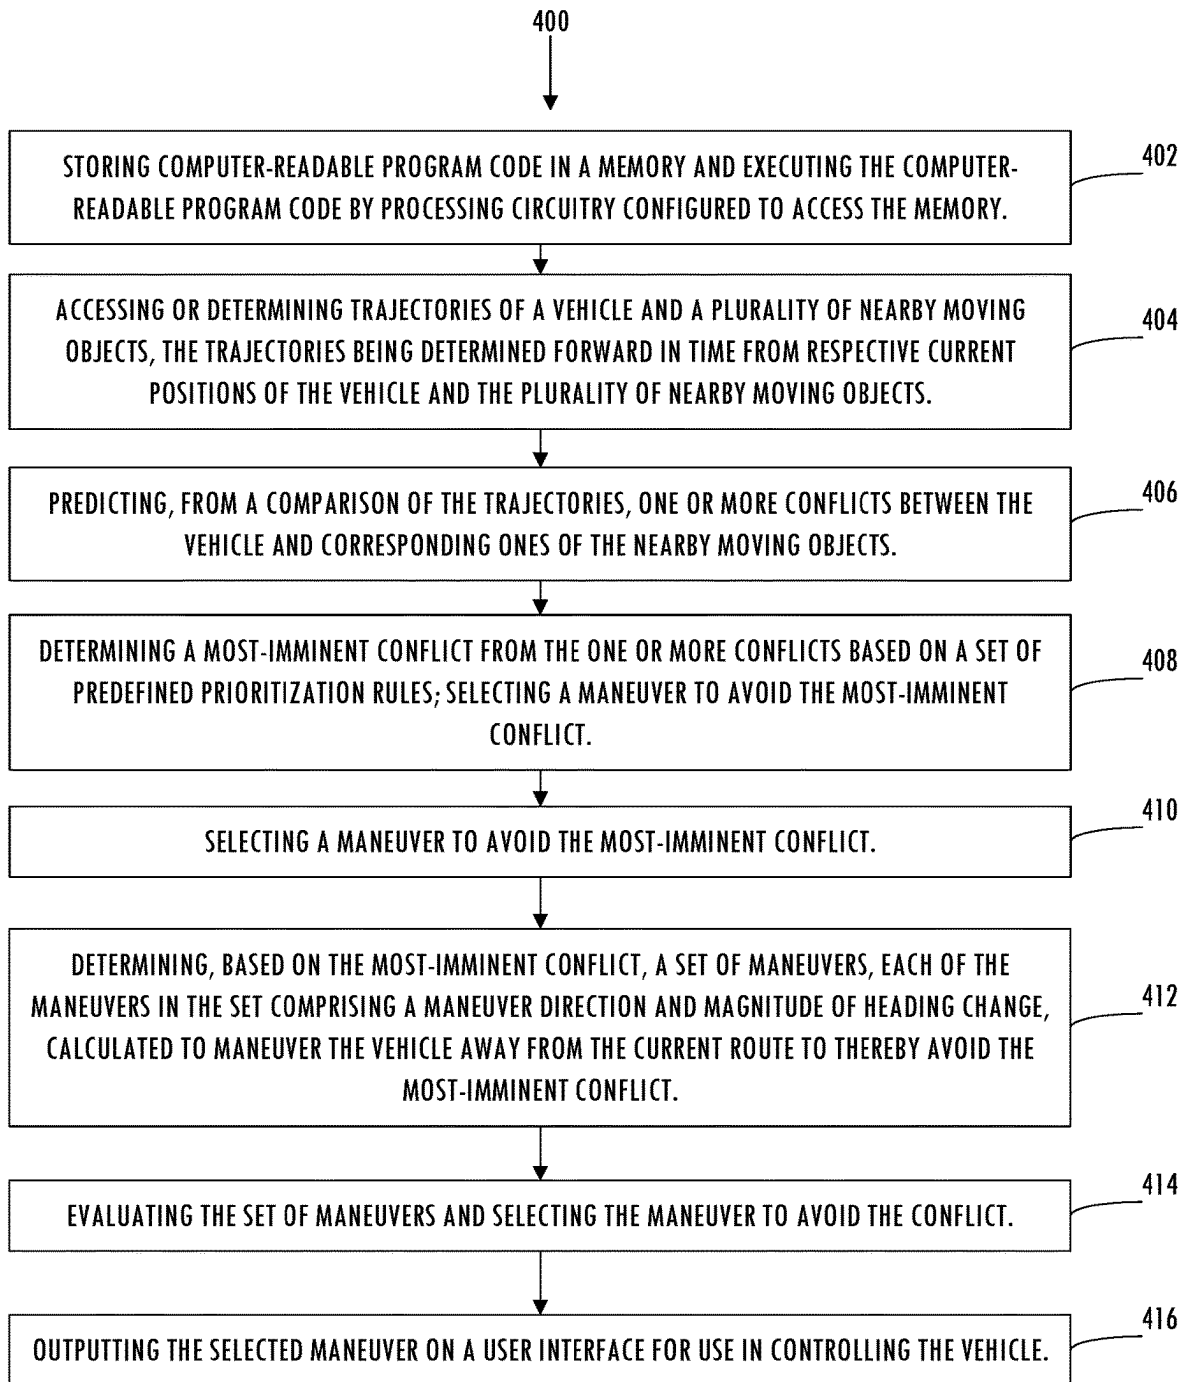 400
STORING COMPUTER-READABLE PROGRAM CODE IN A MEMORY AND EXECUTING THE COMPUTER-
READABLE PROGRAM CODE BY PROCESSING CIRCUITRY CONFIGURED TO ACCESS THE MEMORY.
402
ACCESSING OR DETERMINING TRAJECTORIES OF A VEHICLE AND A PLURALITY OF NEARBY MOVING
OBJECTS, THE TRAJECTORIES BEING DETERMINED FORWARD IN TIME FROM RESPECTIVE CURRENT
POSITIONS OF THE VEHICLE AND THE PLURALITY OF NEARBY MOVING OBJECTS.
404
PREDICTING, FROM A COMPARISON OF THE TRAJECTORIES, ONE OR MORE CONFLICTS BETWEEN THE
VEHICLE AND CORRESPONDING ONES OF THE NEARBY MOVING OBJECTS.
406
DETERMINING A MOST-IMMINENT CONFLICT FROM THE ONE OR MORE CONFLICTS BASED ON A SET OF
PREDEFINED PRIORITIZATION RULES; SELECTING A MANEUVER TO AVOID THE MOST-IMMINENT
CONFLICT.
408
SELECTING A MANEUVER TO AVOID THE MOST-IMMINENT CONFLICT.
410
DETERMINING, BASED ON THE MOST-IMMINENT CONFLICT, A SET OF MANEUVERS, EACH OF THE
MANEUVERS IN THE SET COMPRISING A MANEUVER DIRECTION AND MAGNITUDE OF HEADING CHANGE,
CALCULATED TO MANEUVER THE VEHICLE AWAY FROM THE CURRENT ROUTE TO THEREBY AVOID THE
MOST-IMMINENT CONFLICT.
412
EVALUATING THE SET OF MANEUVERS AND SELECTING THE MANEUVER TO AVOID THE CONFLICT.
414
OUTPUTTING THE SELECTED MANEUVER ON A USER INTERFACE FOR USE IN CONTROLLING THE VEHICLE.
416